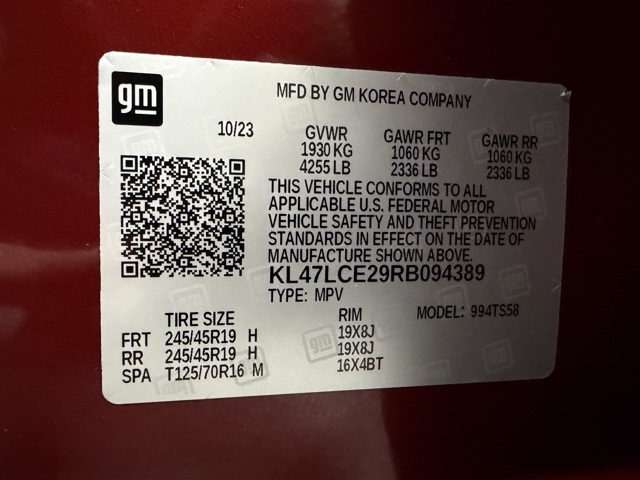 gm
MFD BY GM KOREA COMPANY
10/23 GVWR GAWR FRT GAWR RR
1930 KG 1060 KG 1060 KG
4255 LB 2336 LB 2336 LB
THIS VEHICLE CONFORMS TO ALL
APPLICABLE U.S. FEDERAL MOTOR
VEHICLE SAFETY AND THEFT PREVENTION
STANDARDS IN EFFECT ON THE DATE OF
MANUFACTURE SHOWN ABOVE.
KL47LCE29RB094389
TYPE: MPV MODEL: 994TS58
TIRE SIZE RIM
FRT 245/45R19 H 19X8J
RR 245/45R19 H 19X8J
SPA T125/70R16 M 16X4BT